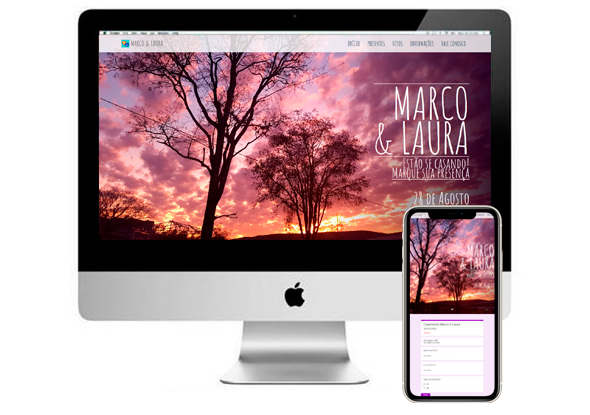 MARCO & LAURA
INÍCIO PRESENTES FOTOS INFORMAÇÕES FALE CONOSCO
MARCO
& LAURA
ESTÃO SE CASANDO!
MARQUE SUA PRESENÇA
28 DE AGOSTO
MARCO
& LAURA
Casamento Marco & Laura